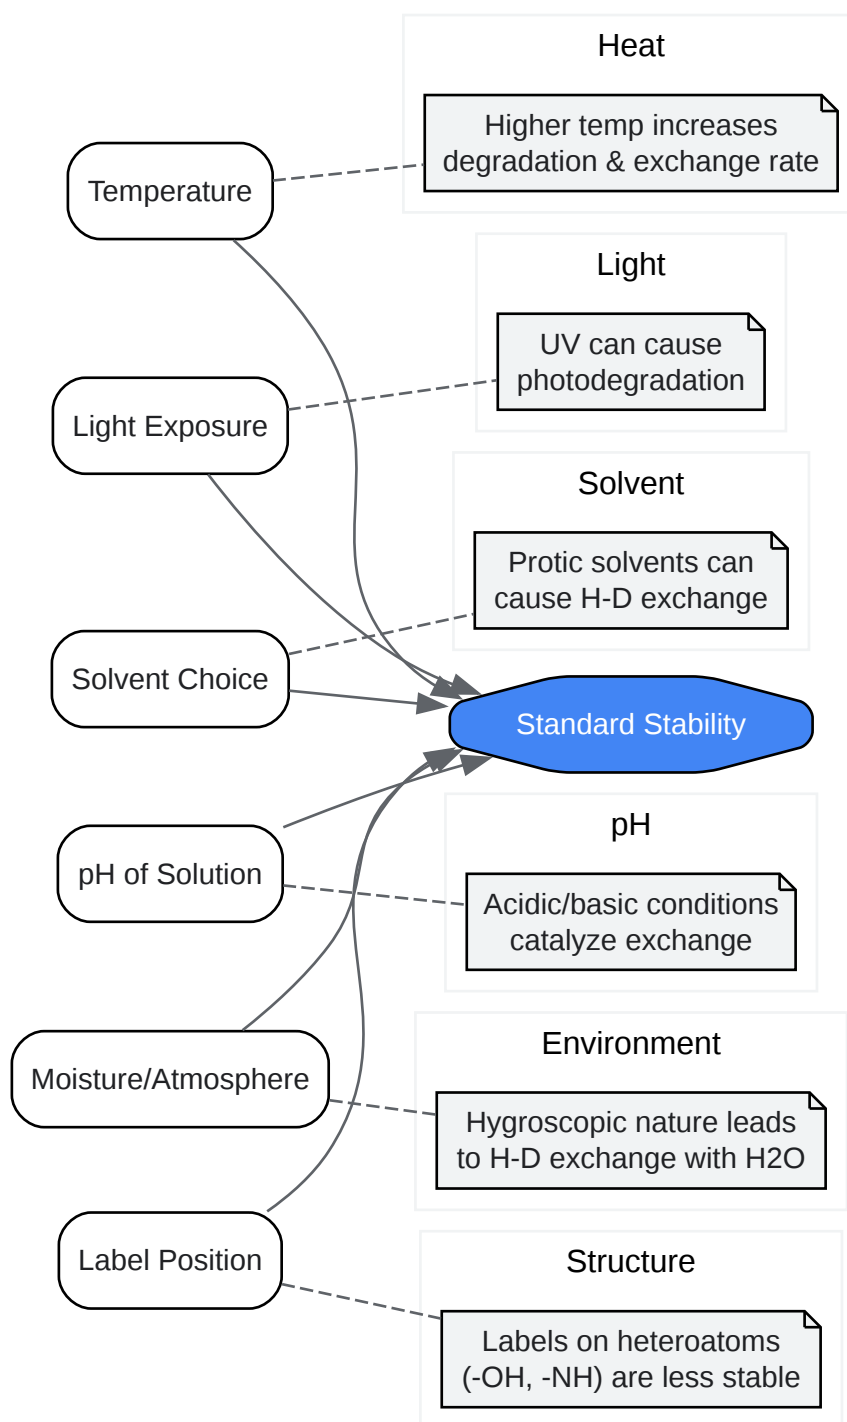 Heat
Higher temp increases
degradation & exchange rate
Temperature
Light
UV can cause
photodegradation
Light Exposure
Solvent
Protic solvents can
cause H-D exchange
Solvent Choice
Standard Stability
pH
pH of Solution
Acidic/basic conditions
catalyze exchange
Environment
Moisture/Atmosphere
Hygroscopic nature leads
to H-D exchange with H2O
Structure
Label Position
Labels on heteroatoms
(-OH, -NH) are less stable